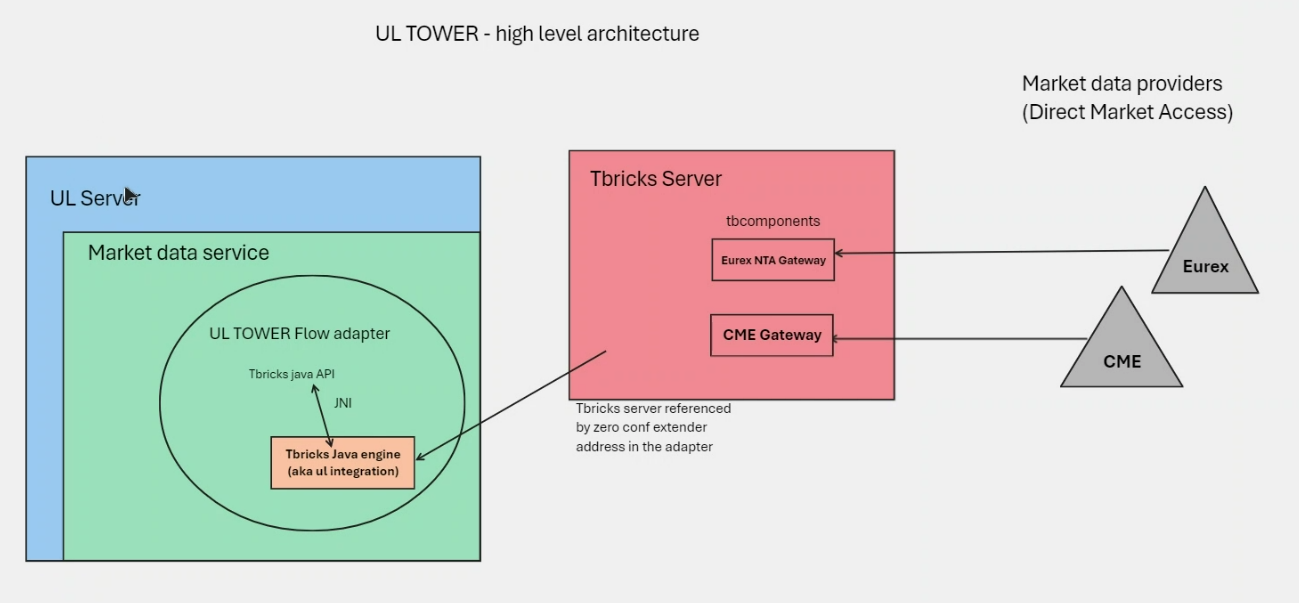 UL TOWER - high level architecture
Market data providers
(Direct Market Access)
UL Server
Market data service
UL TOWER Flow adapter
Tbricks java API
JNI
Tbricks Java engine
(aka ul integration)
Tbricks Server
tbcomponents
Eurex NTA Gateway
CME Gateway
Tbricks server referenced
by zero conf extender
address in the adapter
Eurex
CME